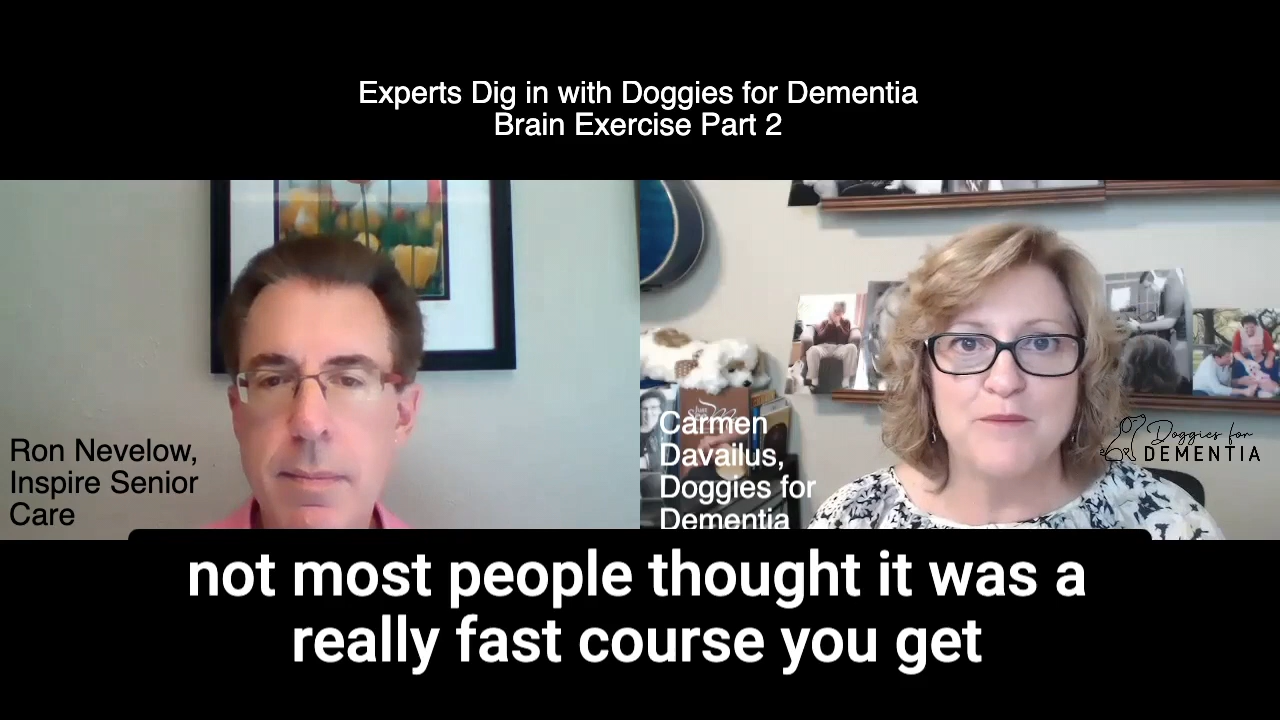 Experts Dig in with Doggies for Dementia
Brain Exercise Part 2
Ron Nevelow,
Inspire Senior
Care
Carmen
Davailus,
Doggies for
Dementia
Doggies for
DEMENTIA
not most people thought it was a
really fast course you get